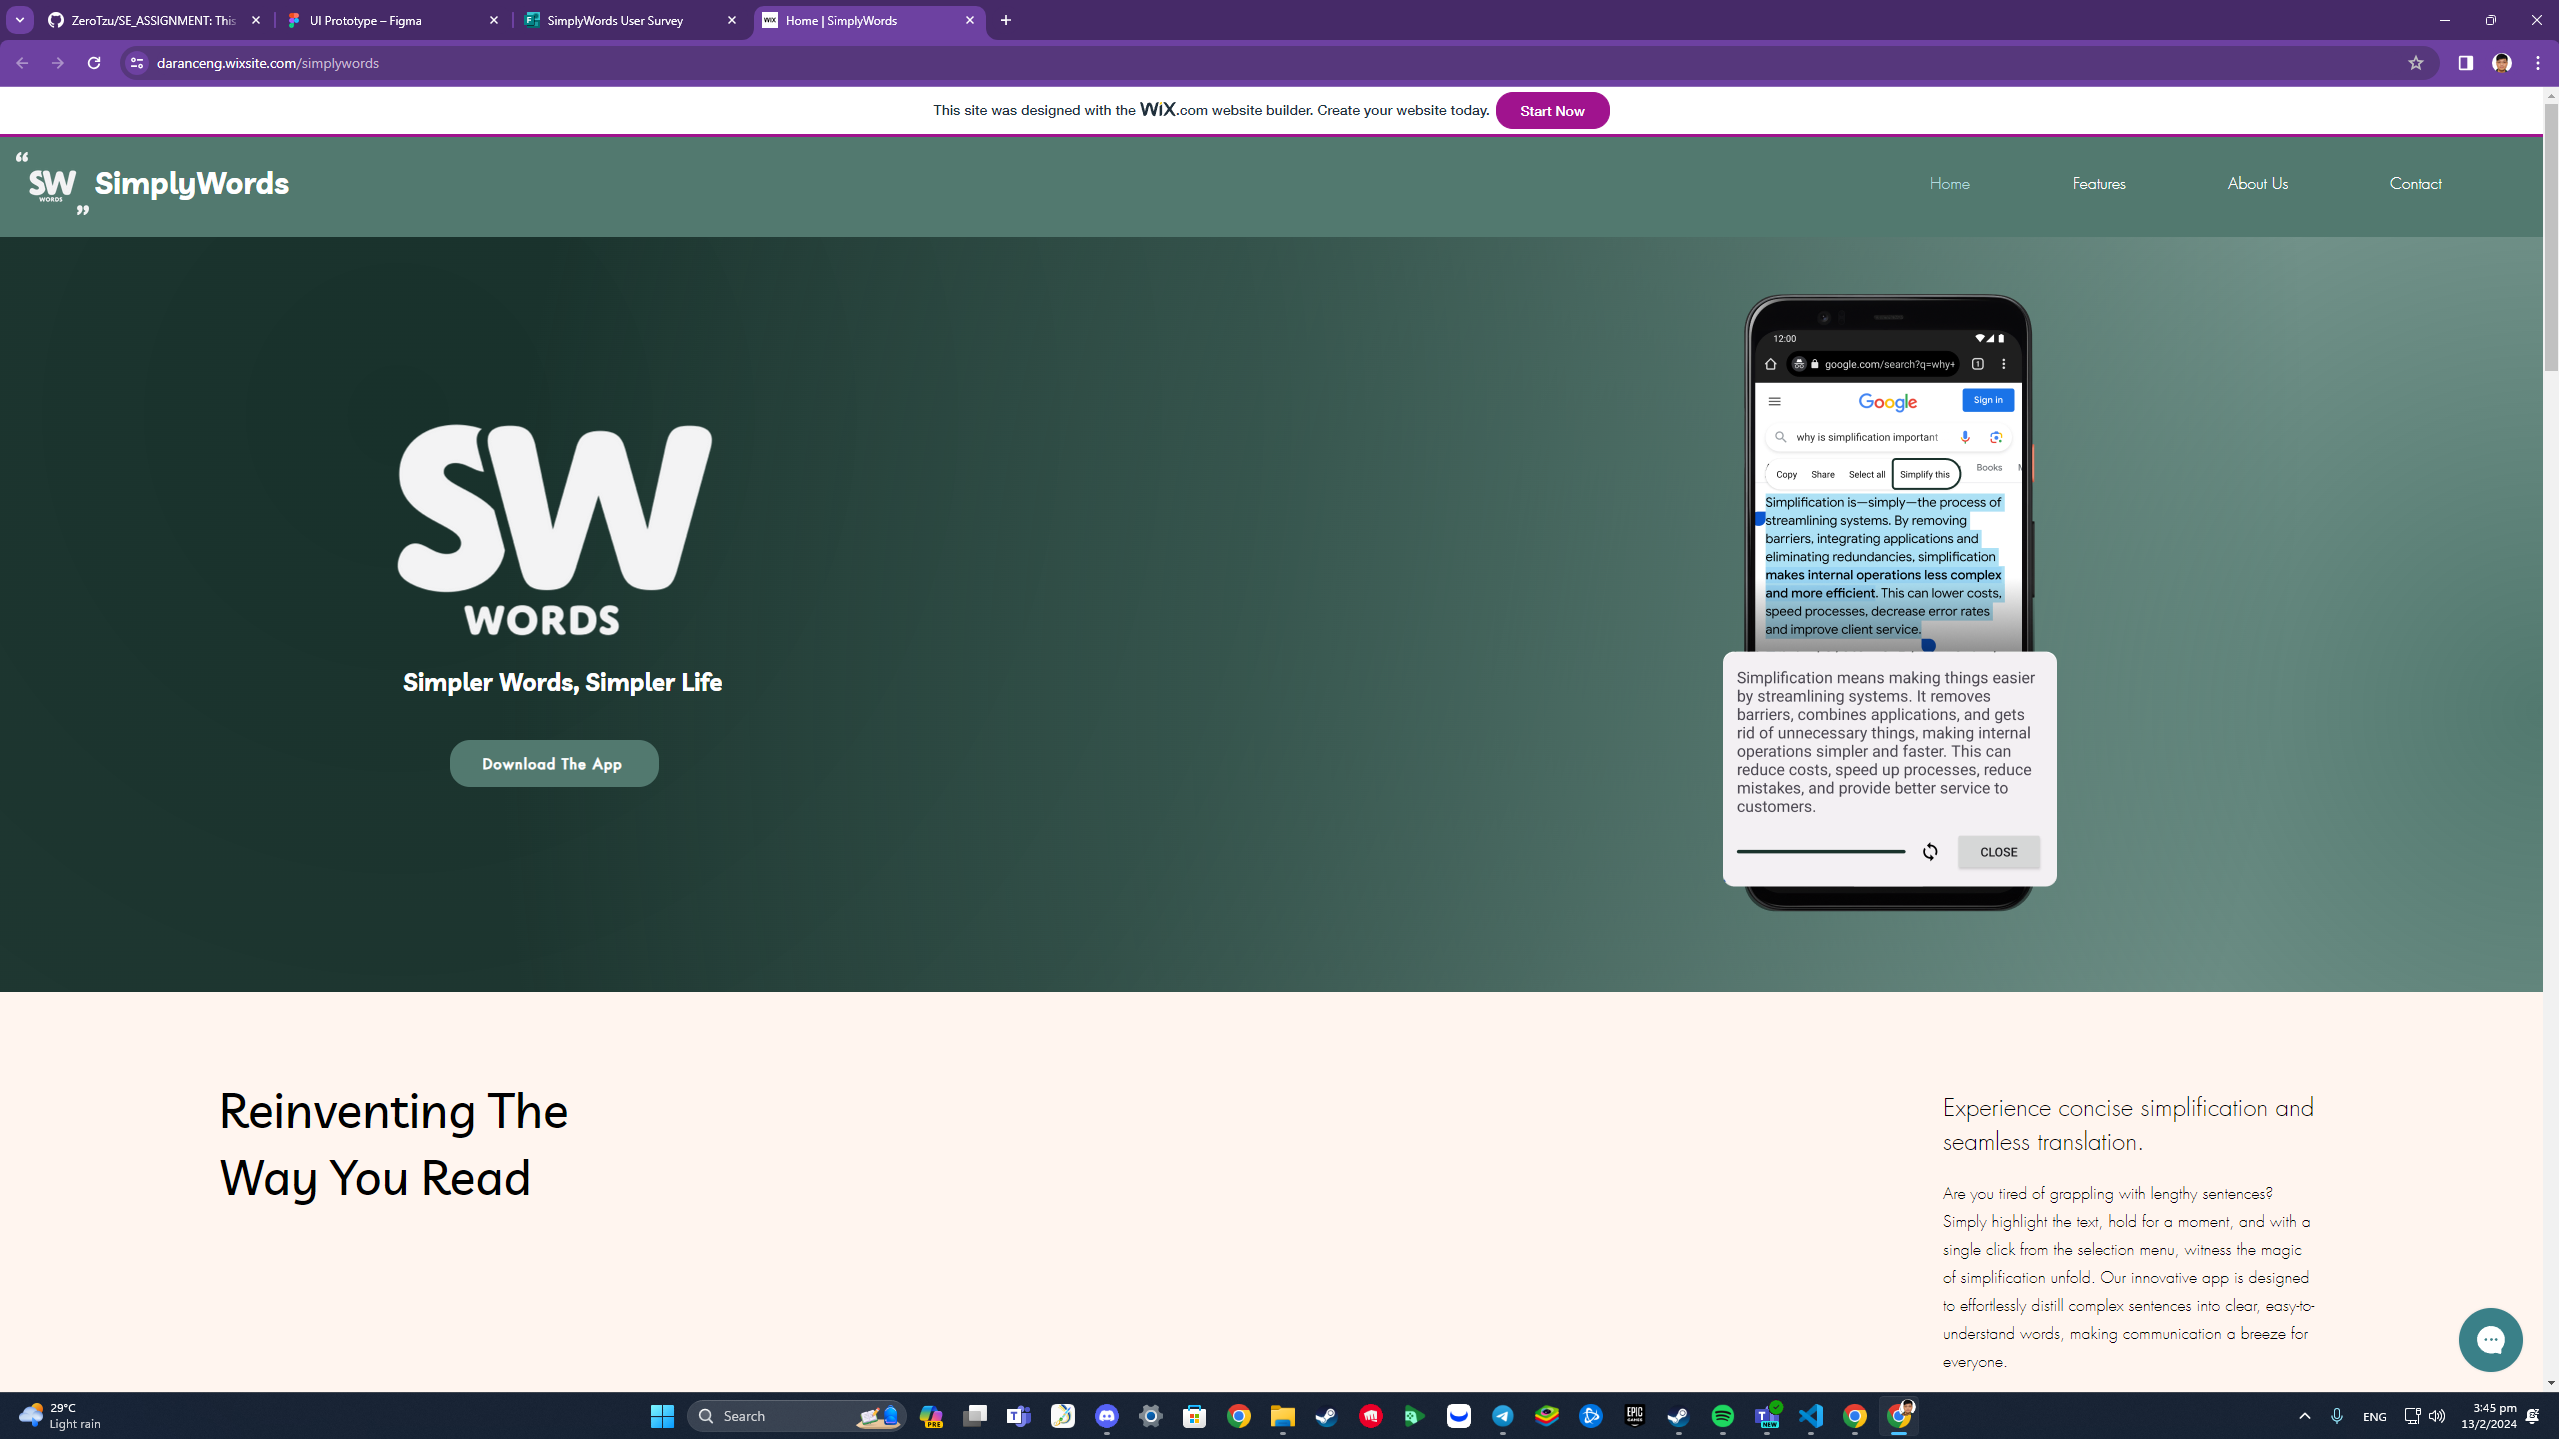 ZeroTzu/SE_ASSIGNMENT: This
UI Prototype – Figma
SimplyWords User Survey
Home | SimplyWords
daranceng.wixsite.com/simplywords
This site was designed with the WiX.com website builder. Create your website today.
Start Now
“
SW
WORDS
”
SimplyWords
Home
Features
About Us
Contact
SW
WORDS
Simpler Words, Simpler Life
Download The App
12:00
google.com/search?q=why+
1
Google
Sign in
why is simplification important
Copy
Share
Select all
Simplify this
Books
Simplification is—simply—the process of
streamlining systems. By removing
barriers, integrating applications and
eliminating redundancies, simplification
makes internal operations less complex
and more efficient. This can lower costs,
speed processes, decrease error rates
and improve client service.
Simplification means making things easier
by streamlining systems. It removes
barriers, combines applications, and gets
rid of unnecessary things, making internal
operations simpler and faster. This can
reduce costs, speed up processes, reduce
mistakes, and provide better service to
customers.
CLOSE
Reinventing The
Way You Read
Experience concise simplification and
seamless translation.
Are you tired of grappling with lengthy sentences?
Simply highlight the text, hold for a moment, and with a
single click from the selection menu, witness the magic
of simplification unfold. Our innovative app is designed
to effortlessly distill complex sentences into clear, easy-to-
understand words, making communication a breeze for
everyone.
29°C
Light rain
Search
PRE
EPIC
GAMES
NEW
ENG
3:45 pm
13/2/2024